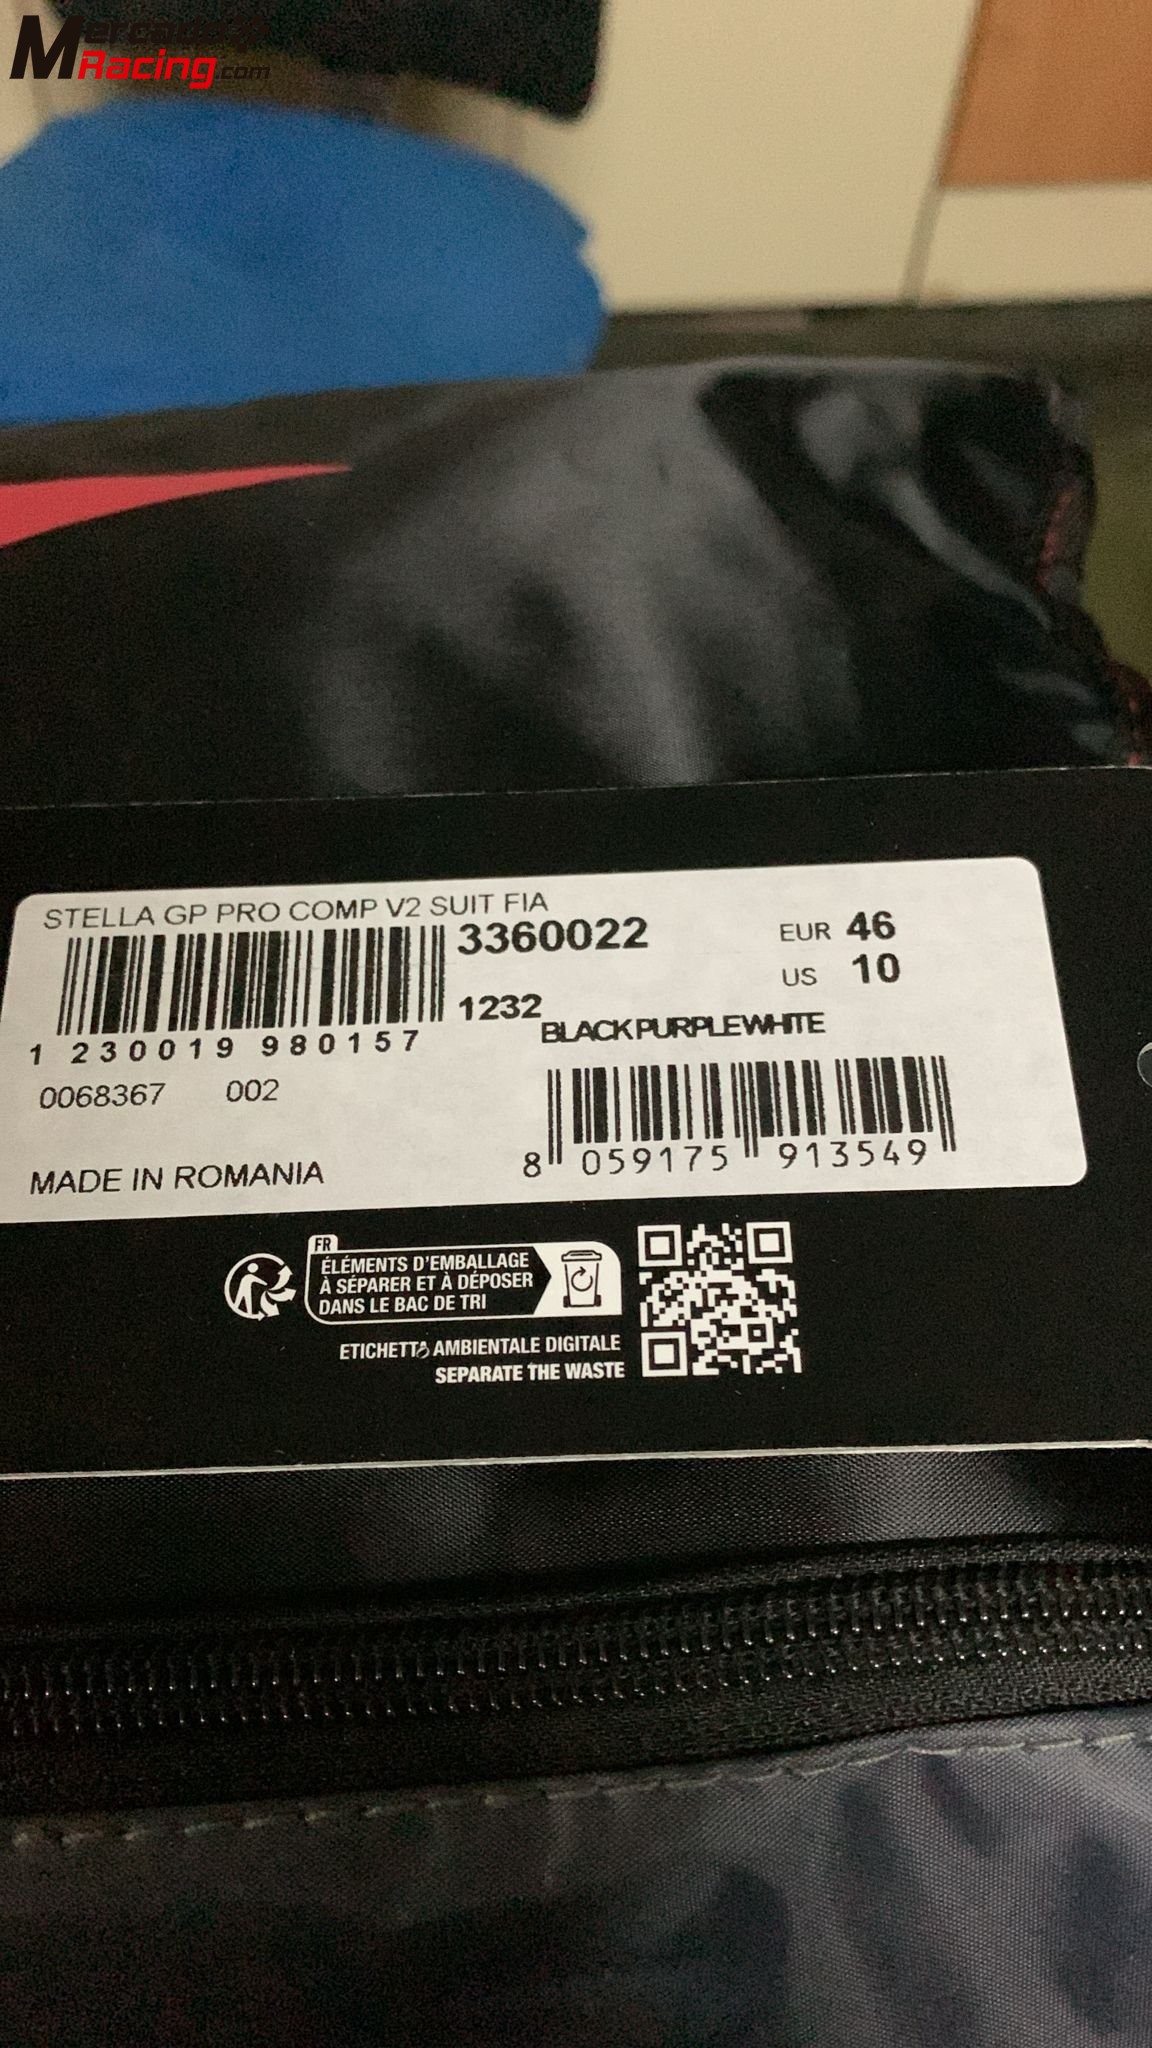 MercadoRacing.com
STELLA GP PRO COMP V2 SUIT FIA
3360022
EUR 46
US 10
1232
BLACKPURPLEWHITE
1 230019 980157
0068367 002
8 059175 913549
MADE IN ROMANIA
FR
ÉLÉMENTS D'EMBALLAGE
À SÉPARER ET À DÉPOSER
DANS LE BAC DE TRI
ETICHETTA AMBIENTALE DIGITALE
SEPARATE THE WASTE